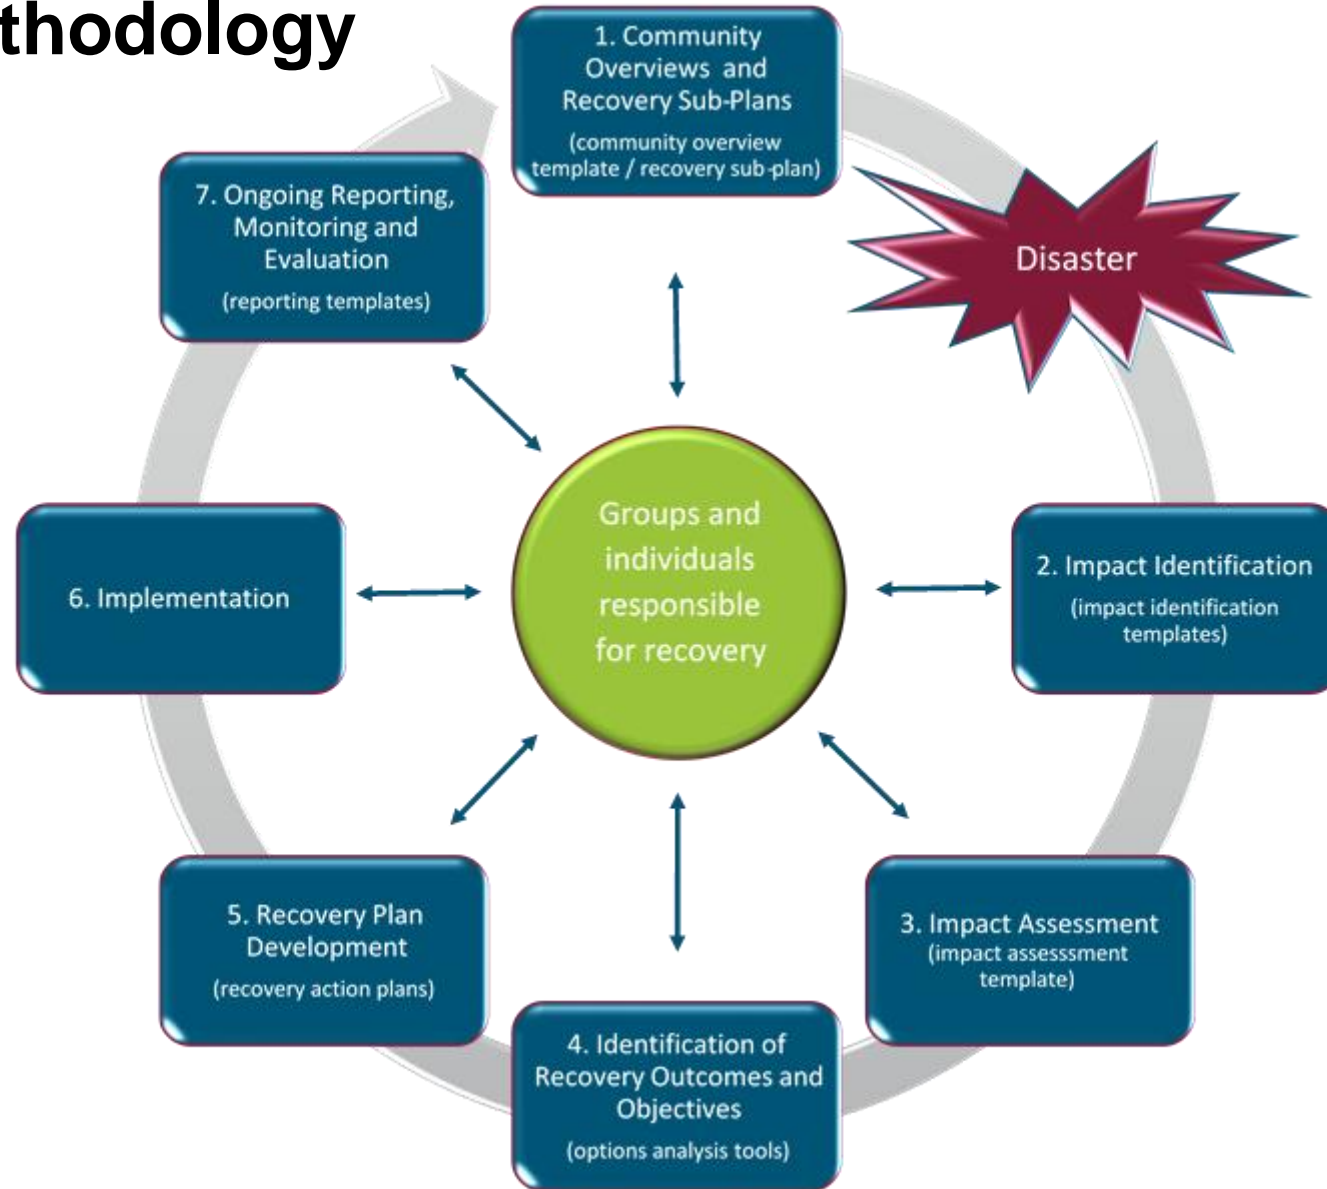 thodology
1. Community
Overviews and
Recovery Sub-Plans
(community overview
template / recovery sub-plan)
Disaster
2. Impact Identification
(impact identification
templates)
3. Impact Assessment
(impact assesssment
template)
4. Identification of
Recovery Outcomes and
Objectives
(options analysis tools)
5. Recovery Plan
Development
(recovery action plans)
6. Implementation
7. Ongoing Reporting,
Monitoring and
Evaluation
(reporting templates)
Groups and
individuals
responsible
for recovery